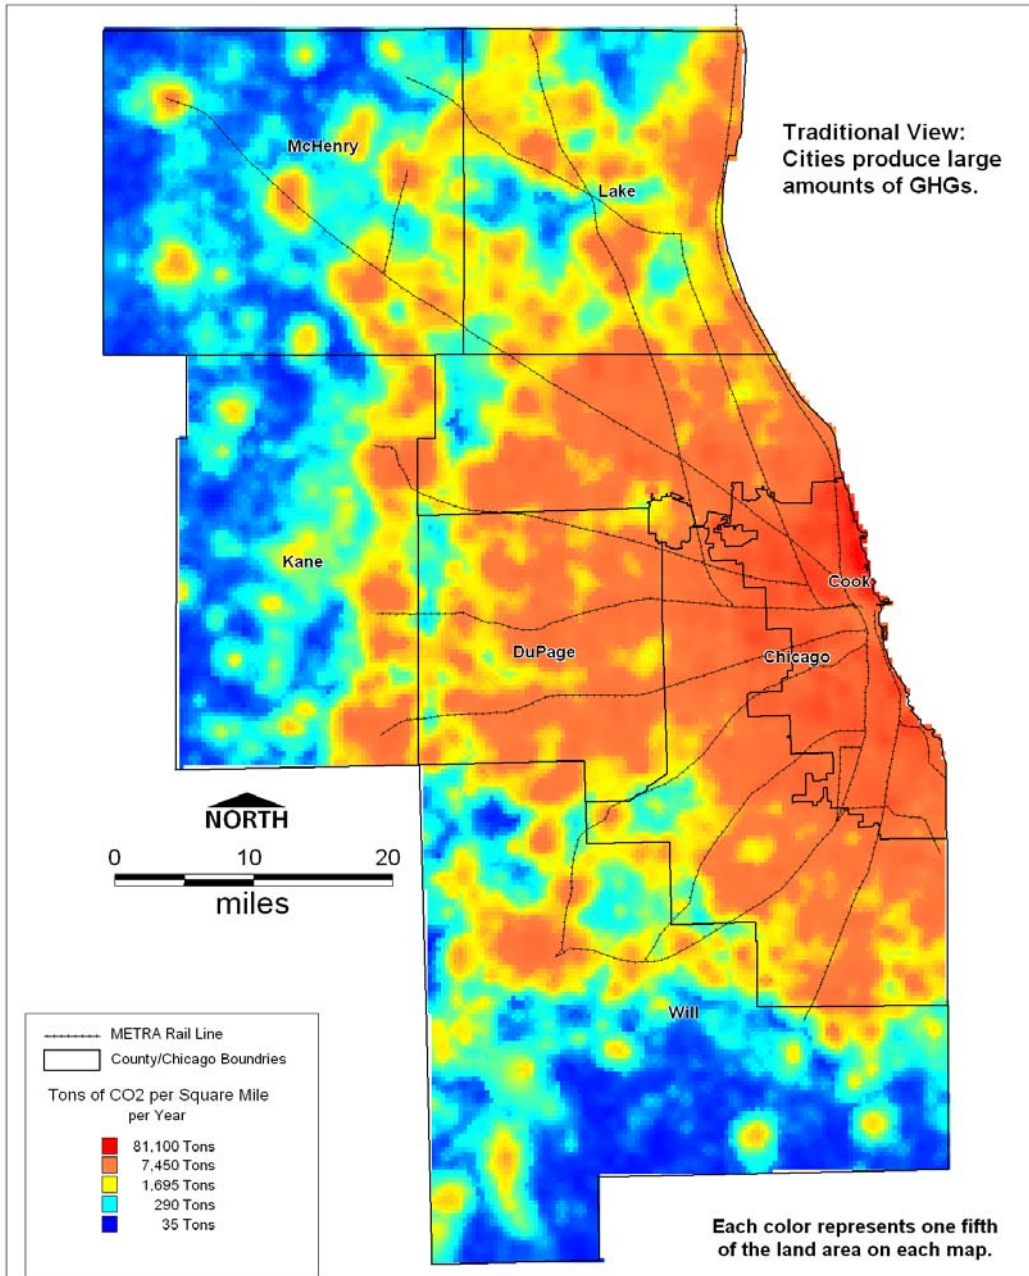 Traditional View:
Cities produce large
amounts of GHGs.
McHenry
Lake
Kane
Cook
DuPage
Chicago
NORTH
0 10 20
miles
Will
METRA Rail Line
County/Chicago Boundries
Tons of CO2 per Square Mile
per Year
81,100 Tons
7,450 Tons
1,695 Tons
290 Tons
35 Tons
Each color represents one fifth
of the land area on each map.